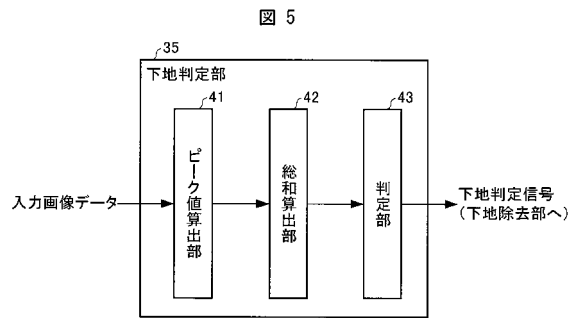 図 5
35
下地判定部
41
42
43
ピーク値算出部
総和算出部
判定部
入力画像データ
下地判定信号
(下地除去部へ)